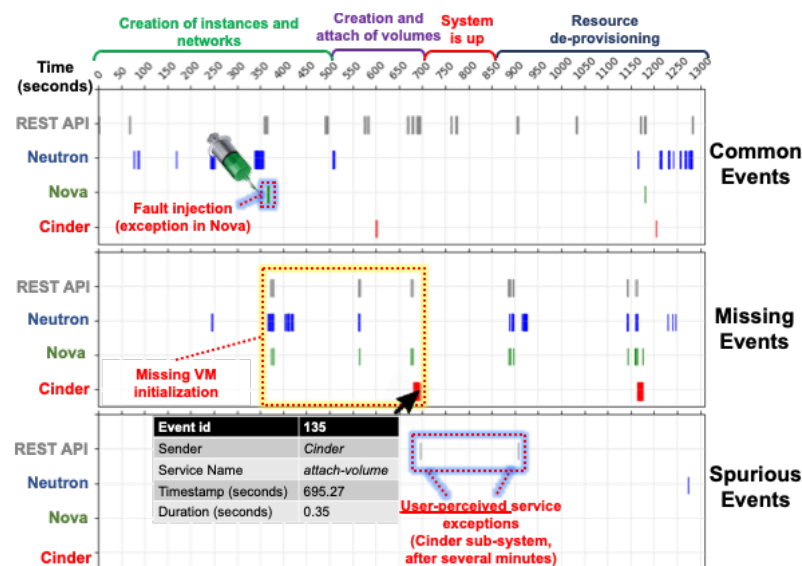 Creation of instances and
networks
Creation and
attach of volumes
System
is up
Resource
de-provisioning
Time
(seconds)
0 50 100 150 200 250 300 350 400 450 500 550 600 650 700 750 800 850 900 950 1000 1050 1100 1150 1200 1250 1300
REST API
Neutron
Nova
Cinder
Fault injection
(exception in Nova)
Common
Events
REST API
Neutron
Nova
Cinder
Missing VM
initialization
Missing
Events
REST API
Neutron
Nova
Cinder
Event id 135
Sender Cinder
Service Name attach-volume
Timestamp (seconds) 695.27
Duration (seconds) 0.35
User-perceived service
exceptions
(Cinder sub-system,
after several minutes)
Spurious
Events